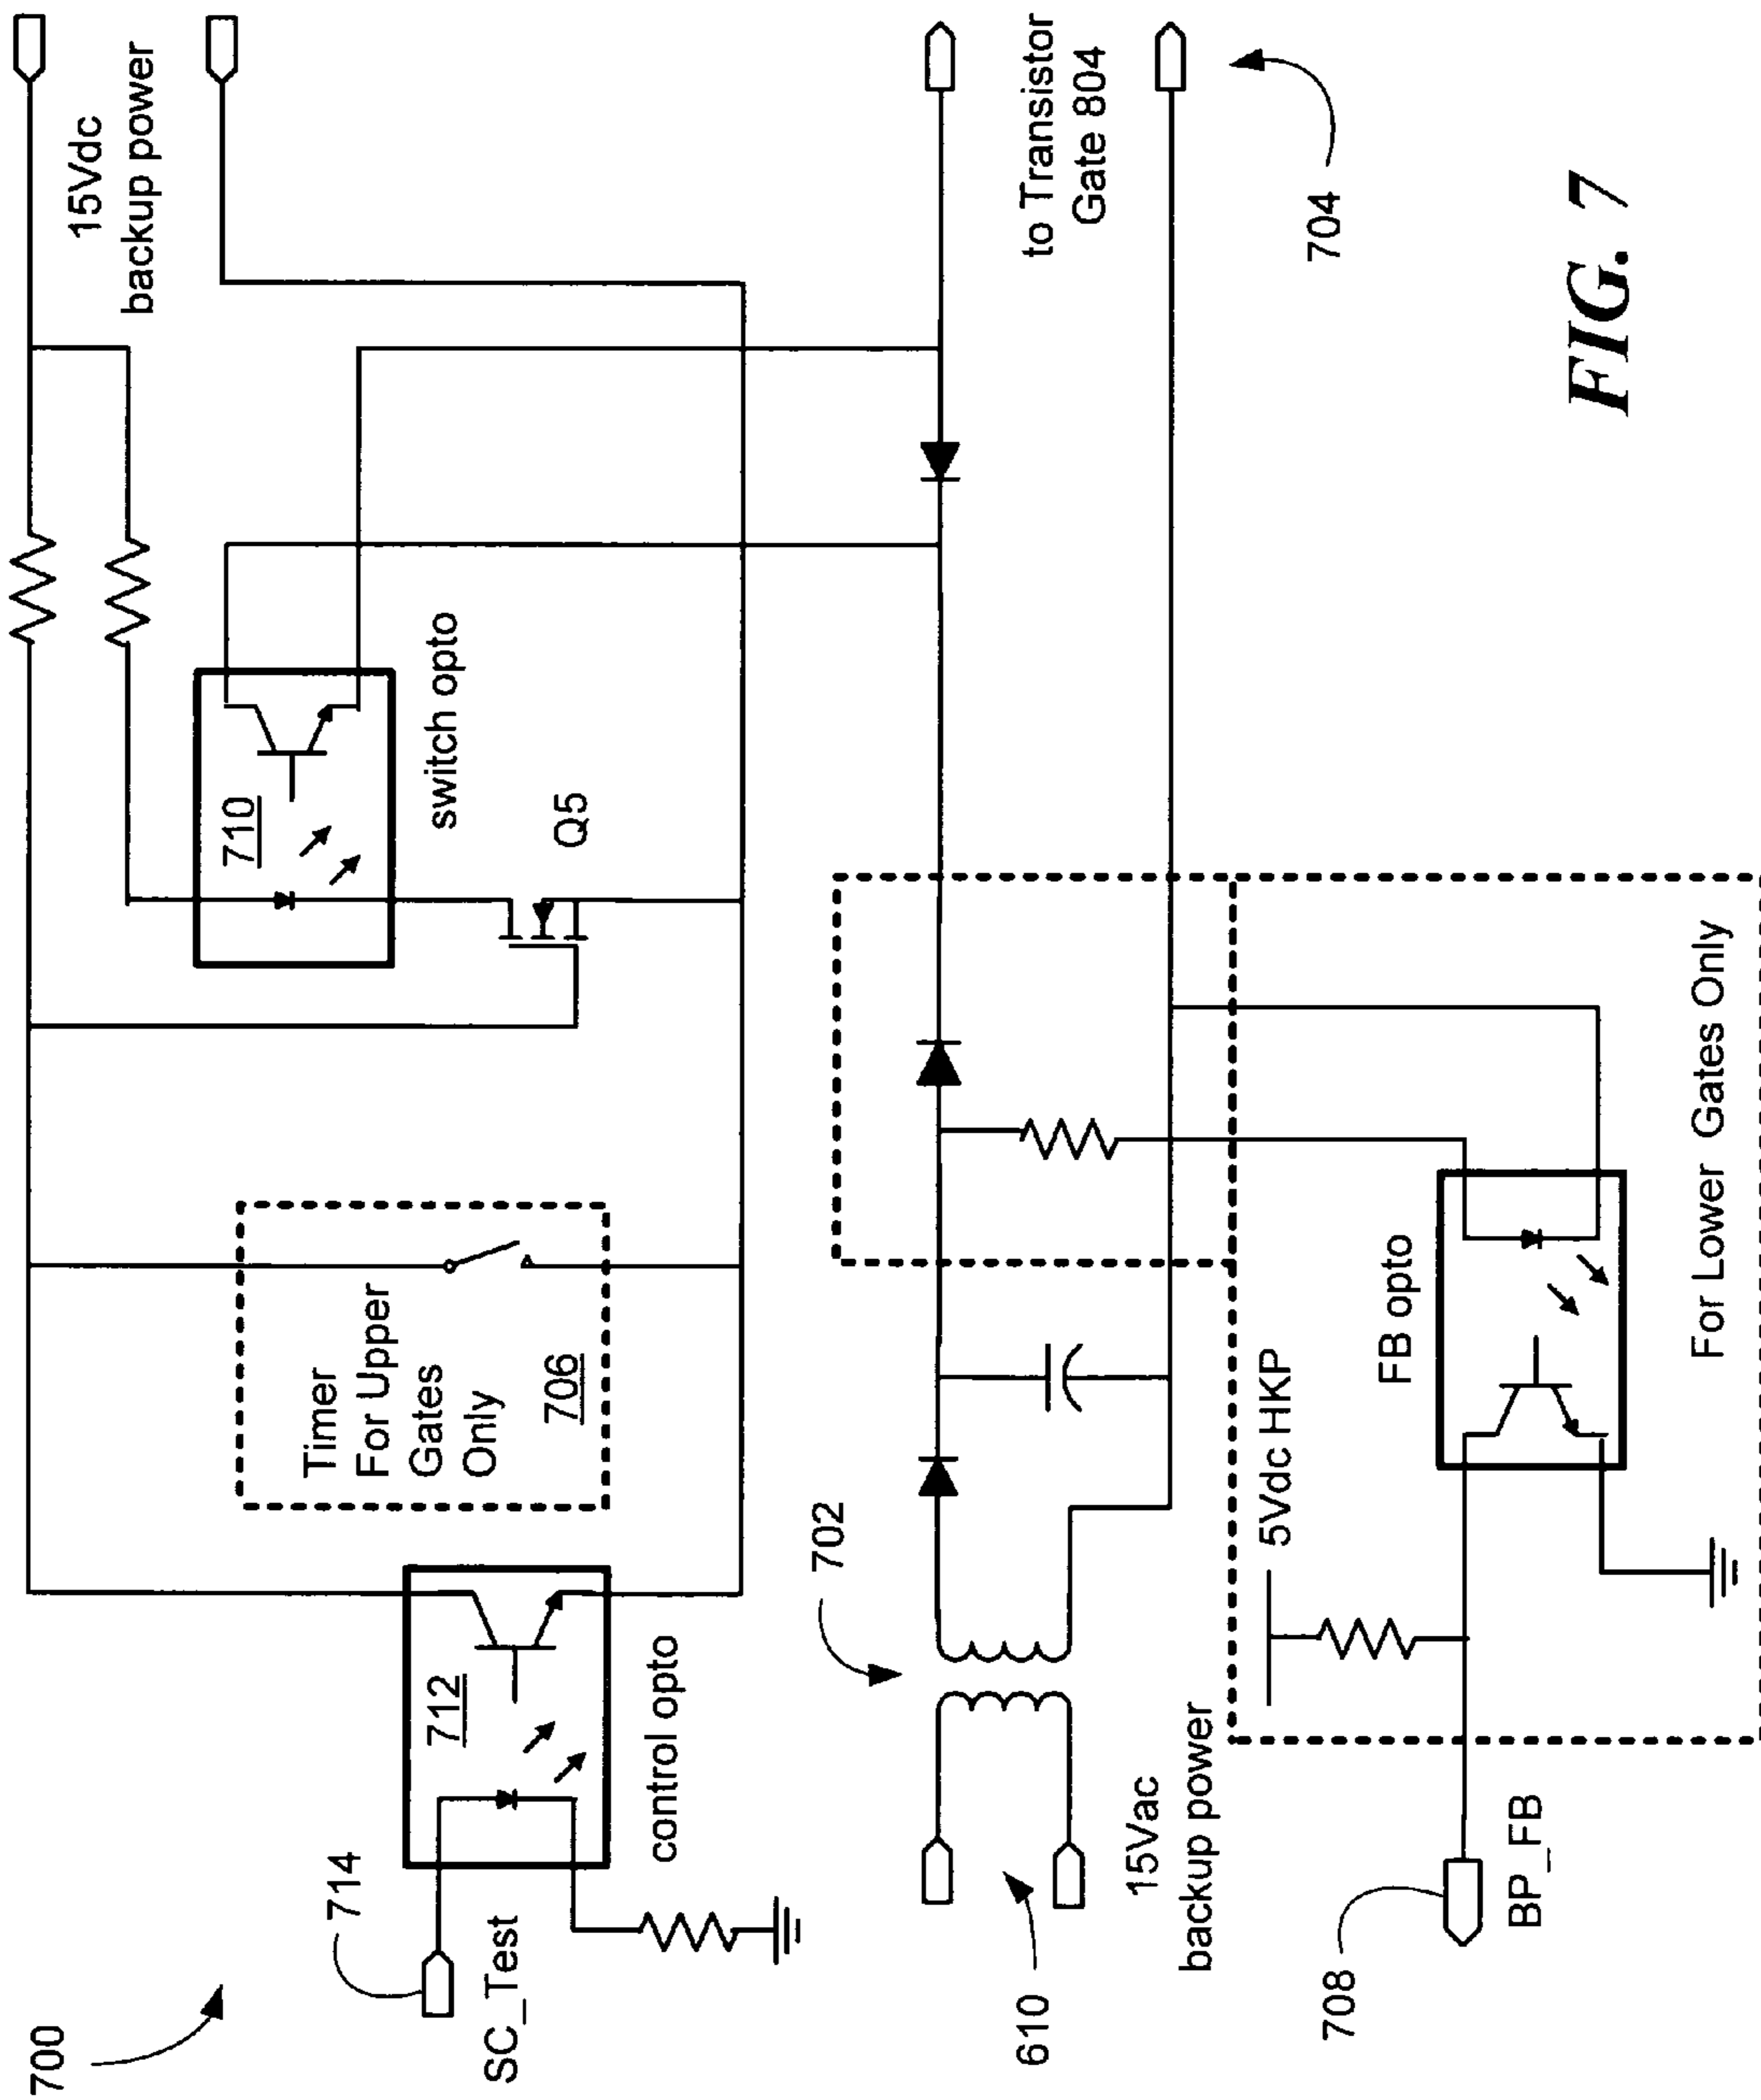 700
714
SC_Test
712
control opto
Timer
For Upper
Gates
Only
706
710
switch opto
Q5
15Vdc
backup power
702
610
15Vac
backup power
to Transistor
Gate 804
704
5Vdc HKP
FB opto
708
BP_FB
For Lower Gates Only
FIG. 7